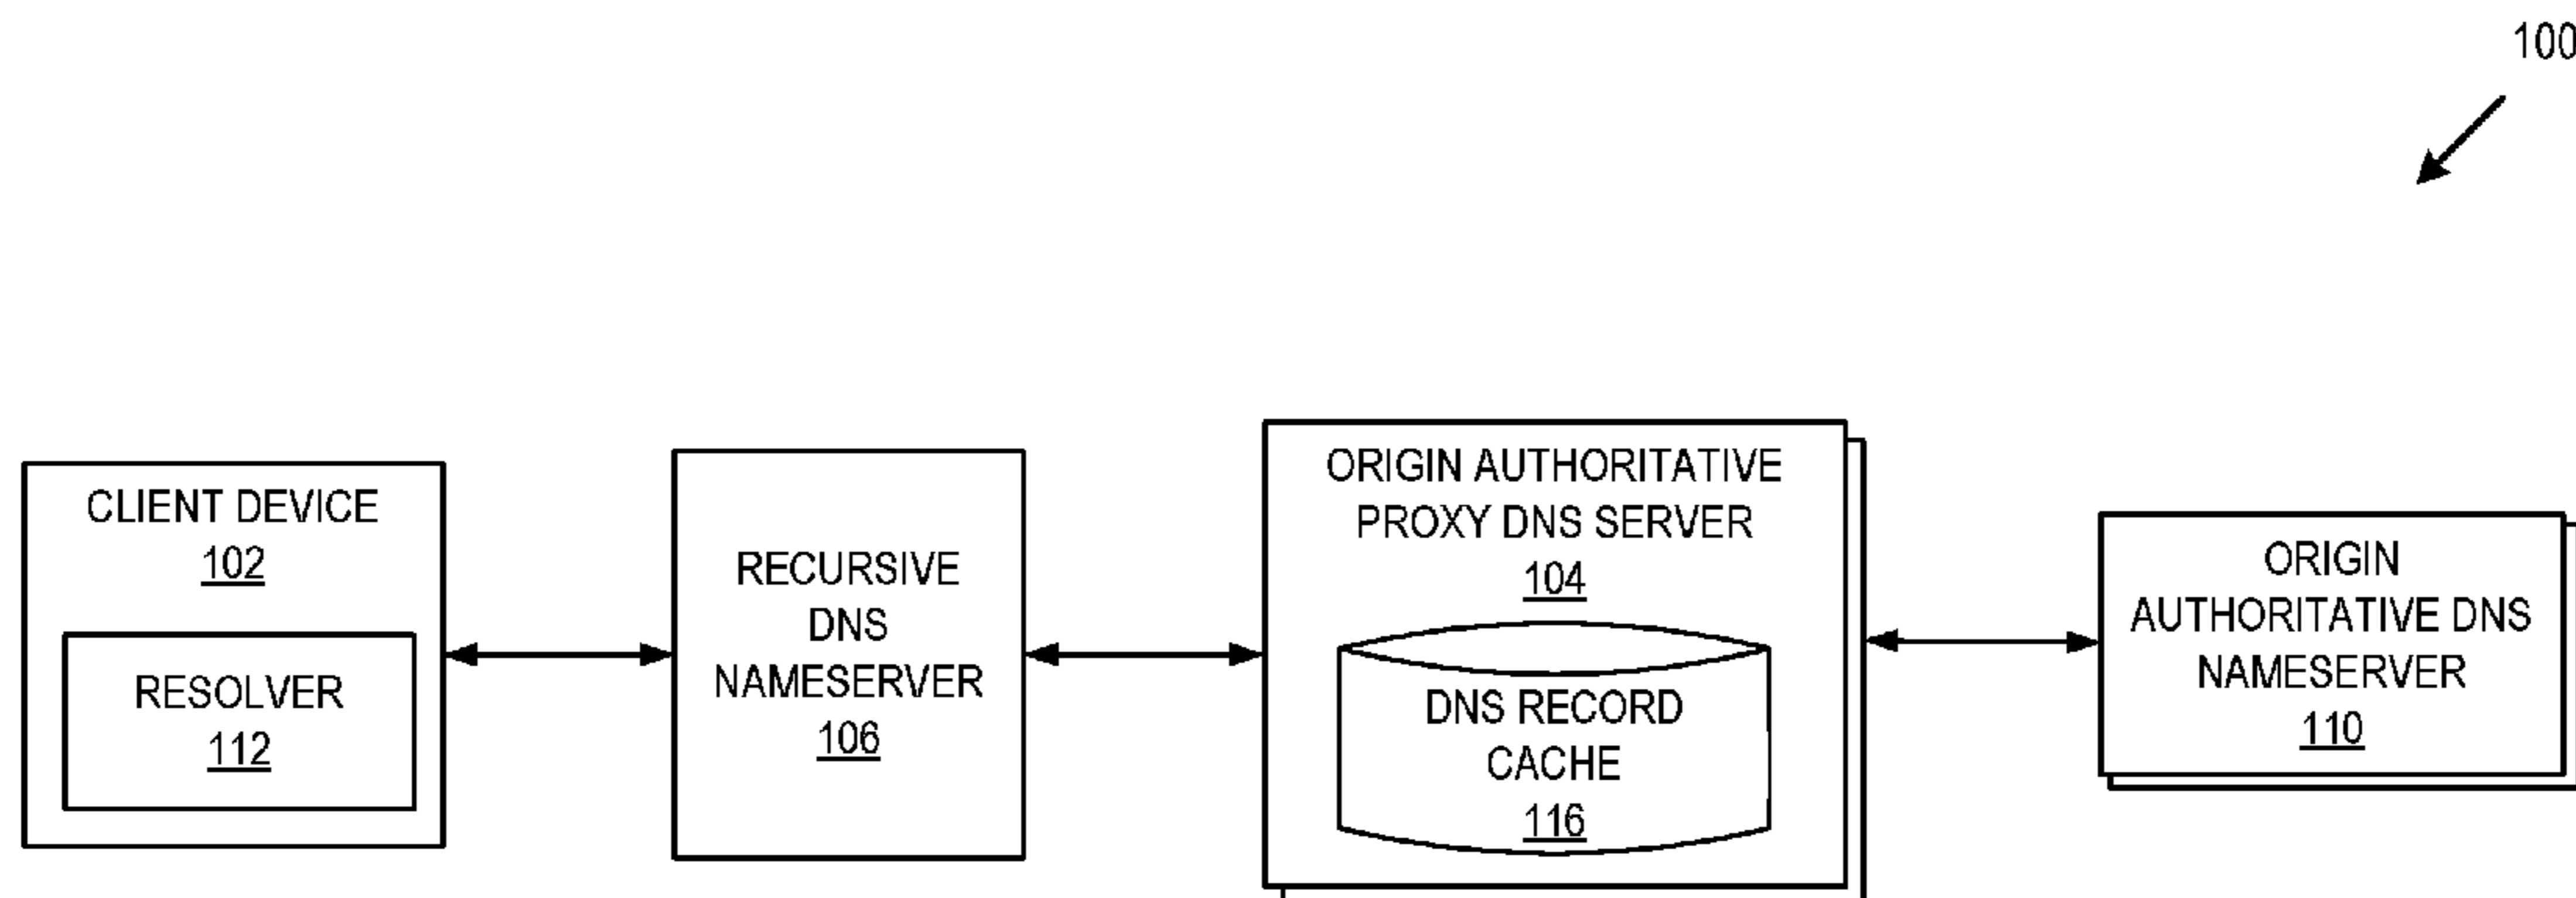 100
CLIENT DEVICE
102
RESOLVER
112
RECURSIVE
DNS
NAMESERVER
106
ORIGIN AUTHORITATIVE
PROXY DNS SERVER
104
DNS RECORD
CACHE
116
ORIGIN
AUTHORITATIVE DNS
NAMESERVER
110